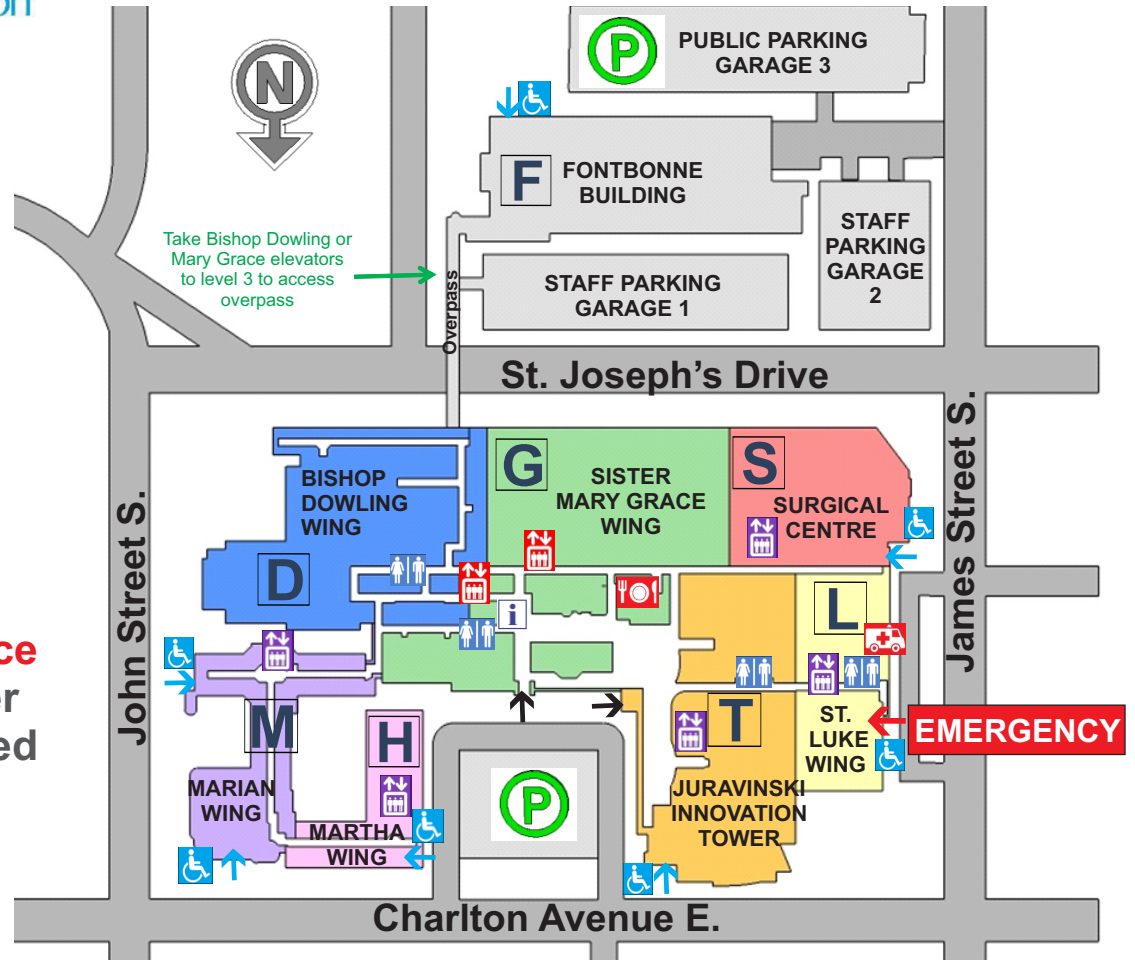 on
N
P
PUBLIC PARKING
GARAGE 3
F
FONTBONNE
BUILDING
STAFF
PARKING
GARAGE
2
Take Bishop Dowling or
Mary Grace elevators
to level 3 to access
overpass
Overpass
STAFF PARKING
GARAGE 1
St. Joseph's Drive
John Street S.
James Street S.
BISHOP
DOWLING
WING
D
G
SISTER
MARY GRACE
WING
S
SURGICAL
CENTRE
i
L
ce
er
ed
M
MARIAN
WING
H
MARTHA
WING
P
T
JURAVINSKI
INNOVATION
TOWER
ST.
LUKE
WING
EMERGENCY
Charlton Avenue E.